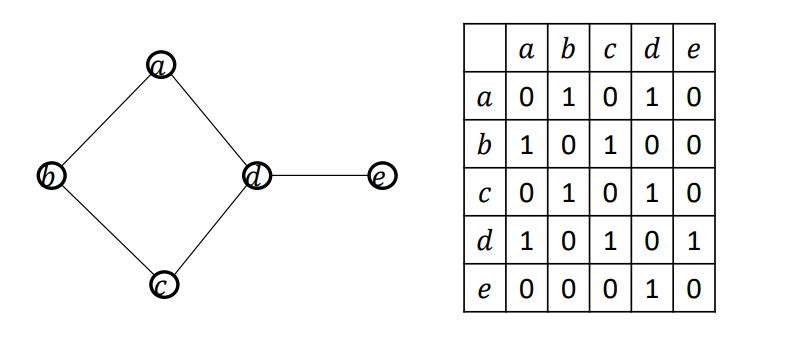 a
b d e
c
a b c d e
a 0 1 0 1 0
b 1 0 1 0 0
c 0 1 0 1 0
d 1 0 1 0 1
e 0 0 0 1 0